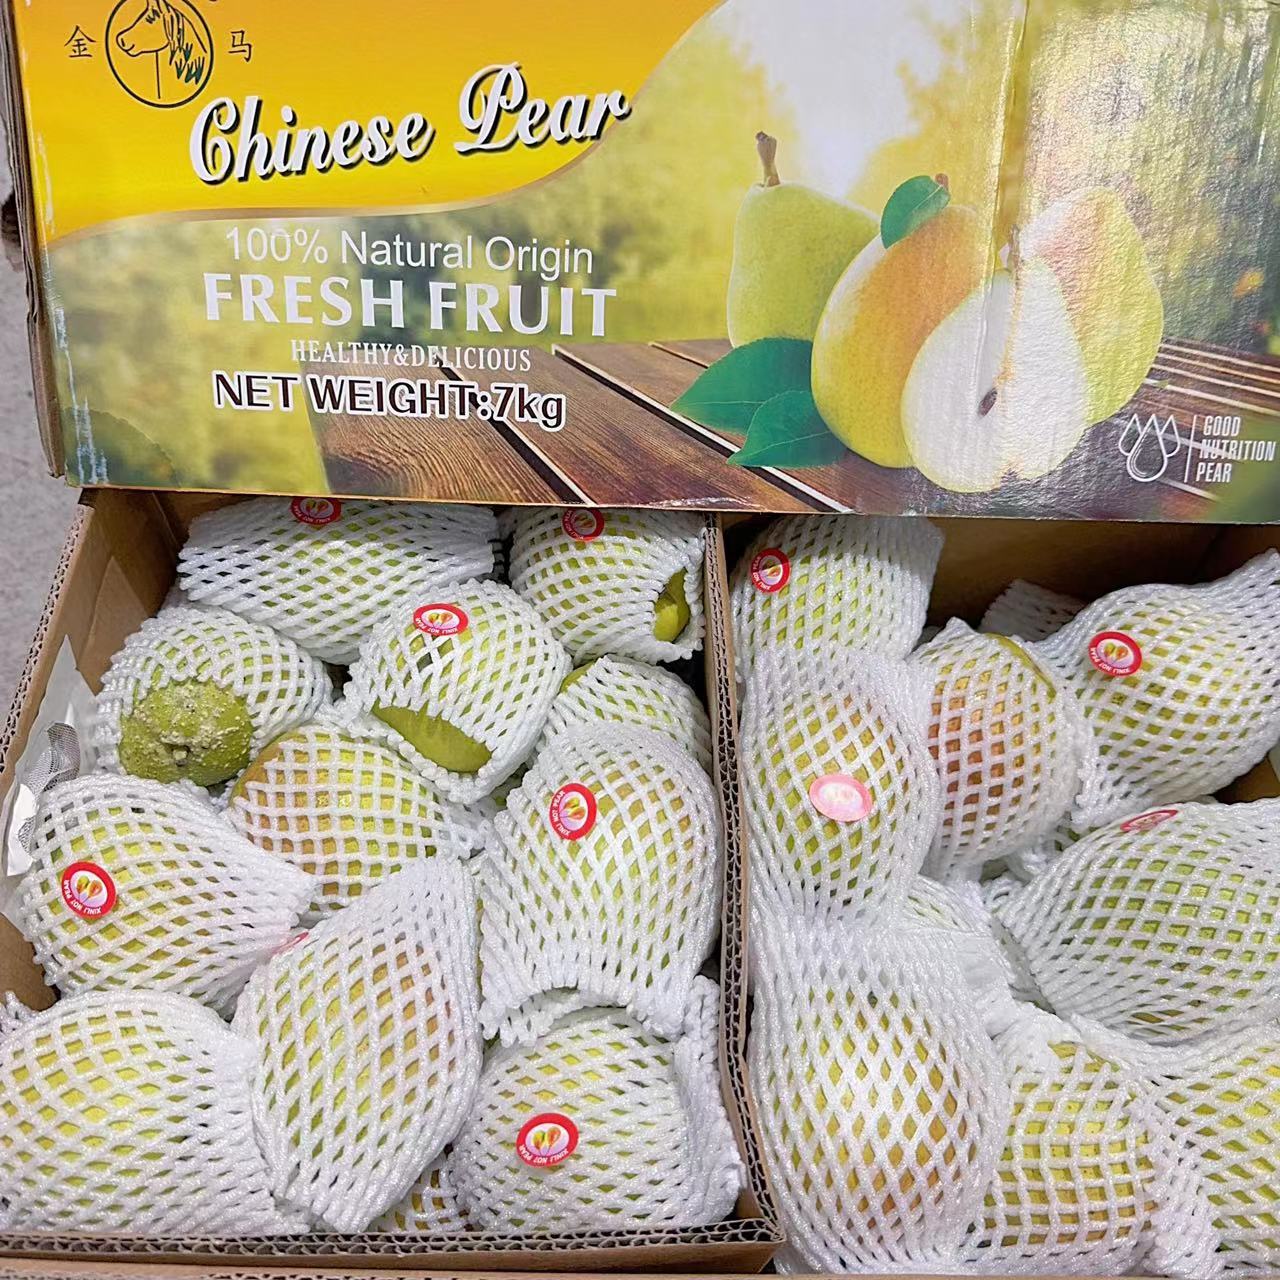 金 马
Chinese Pear
100% Natural Origin
FRESH FRUIT
HEALTHY&DELICIOUS
NET WEIGHT:7kg
GOOD
NUTRITION
PEAR